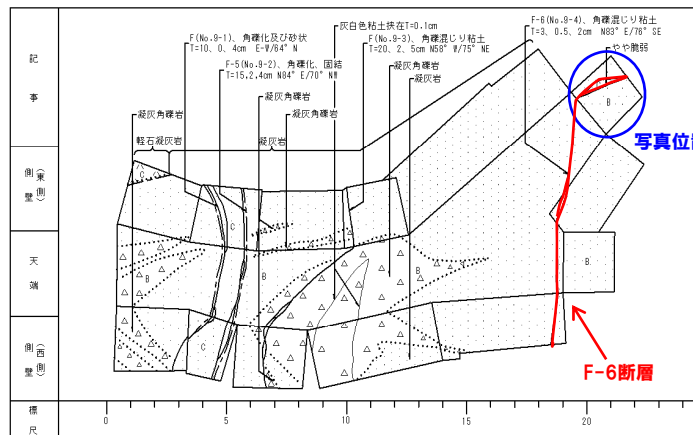 記事
灰白色粘土挟在T=0.1cm
F(No.9-1)、角礫化及び砂状
T=10、0、4cm E-W/64° N
F(No.9-3)、角礫混じり粘土
T=20、2、5cm N58° W/75° NE
F-6(No.9-4)、角礫混じり粘土
T=3、0.5、2cm N83° E/76° SE
やや脆弱
F-5(No.9-2)、角礫化、固結
T=15、2、4cm N84° E/70° NW
凝灰角礫岩
凝灰岩
凝灰角礫岩
凝灰角礫岩
凝灰角礫岩
軽石凝灰岩
凝灰岩
写真位置
側壁(東側)
天端
側壁(西側)
C
C
B
B
B
B
B
C
F-6断層
標尺
0
5
10
15
20